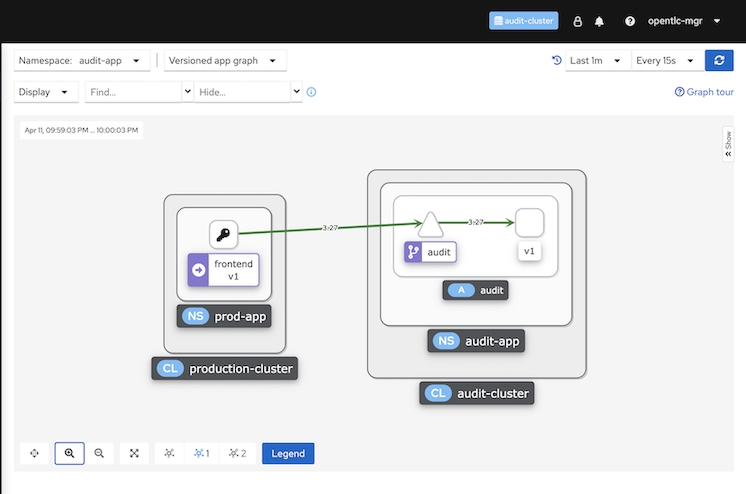 audit-cluster
opentlc-mgr
Namespace: audit-app
Versioned app graph
Last 1m
Every 15s
Display
Find...
Hide...
Graph tour
Apr 11, 09:59:03 PM ... 10:00:03 PM
Show
3.27
3.27
frontend
v1
audit
v1
A audit
NS prod-app
NS audit-app
CL production-cluster
CL audit-cluster
1
2
Legend